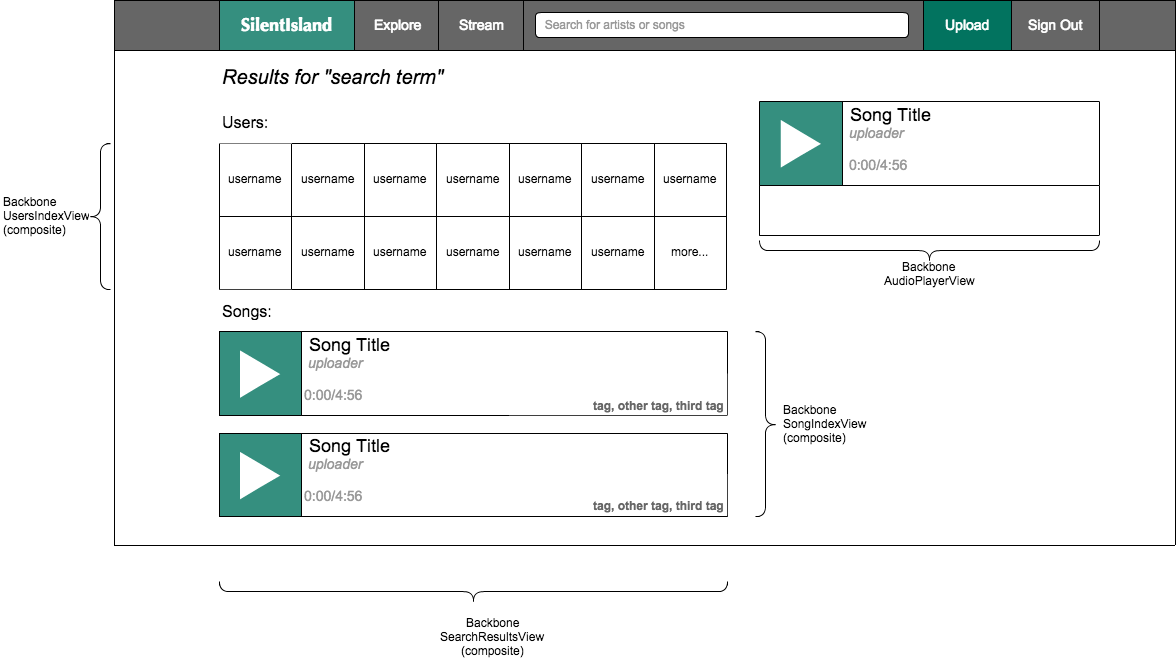 SilentIsland Explore Stream Search for artists or songs Upload Sign Out
Results for "search term"
Users:
username username username username username username username
username username username username username username more...
Backbone
UsersIndexView
(composite)
Song Title
uploader
0:00/4:56
Backbone
AudioPlayerView
Songs:
Song Title
uploader
0:00/4:56
tag, other tag, third tag
Song Title
uploader
0:00/4:56
tag, other tag, third tag
Backbone
SongIndexView
(composite)
Backbone
SearchResultsView
(composite)